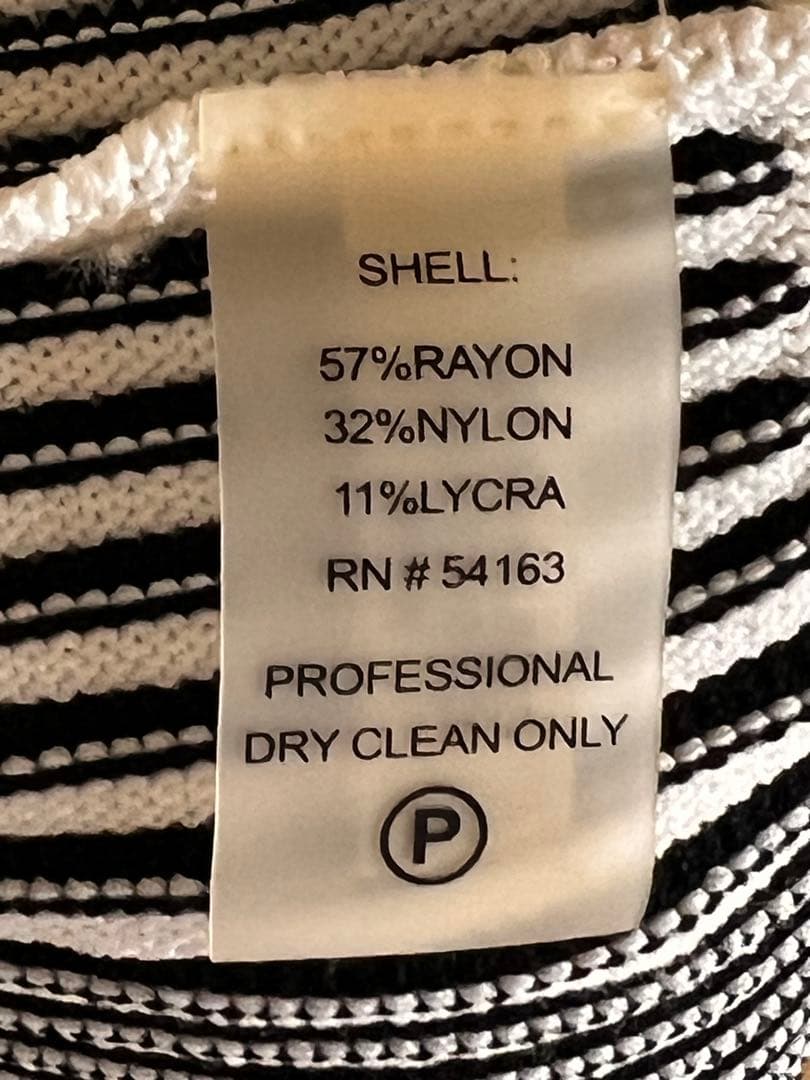 SHELL:
57%RAYON
32%NYLON
11%LYCRA
RN # 54163
PROFESSIONAL
DRY CLEAN ONLY
P